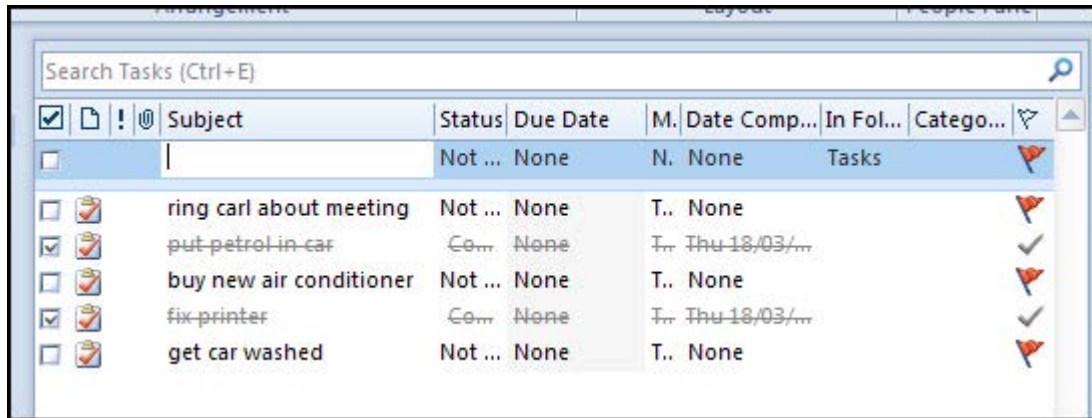 Search Tasks (Ctrl+E)
! Subject Status Due Date M. Date Comp... In Fol... Catego...
Not ... None N. None Tasks
ring carl about meeting Not ... None T.. None
put petrol in car Co... None T.. Thu 18/03/...
buy new air conditioner Not ... None T.. None
fix printer Co... None T.. Thu 18/03/...
get car washed Not ... None T.. None